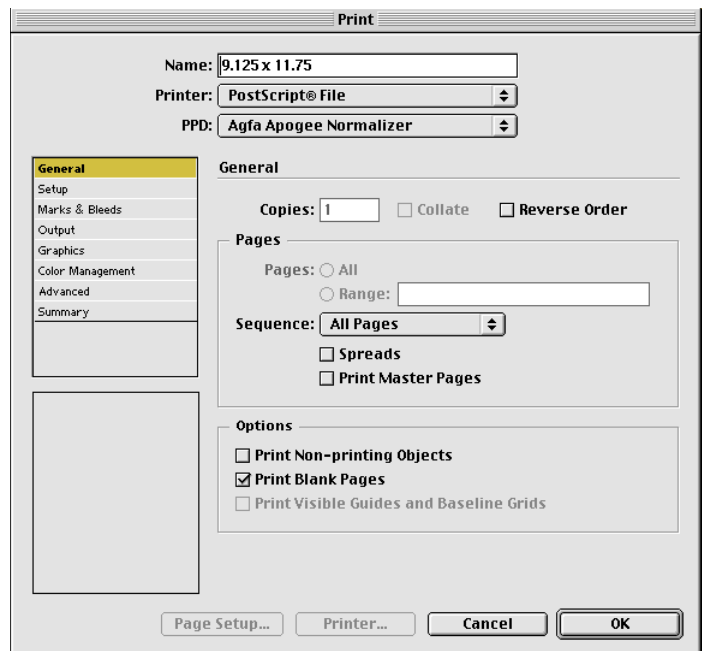 Print
Name: 9.125 x 11.75
Printer: PostScript® File
PPD: Agfa Apogee Normalizer
General
Setup
Marks & Bleeds
Output
Graphics
Color Management
Advanced
Summary
General
Copies: 1 Collate Reverse Order
Pages
Pages: All
Range:
Sequence: All Pages
Spreads
Print Master Pages
Options
Print Non-printing Objects
Print Blank Pages
Print Visible Guides and Baseline Grids
Page Setup... Printer... Cancel OK